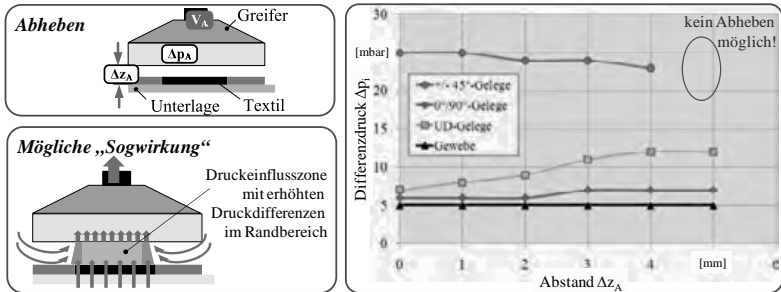 Abheben
V_A
Greifer
Δp_A
Δz_A
Unterlage
Textil
Mögliche „Sogwirkung“
Druckeinflusszone
mit erhöhten
Druckdifferenzen
im Randbereich
Differenzdruck Δp_i
30
[mbar]
25
20
15
10
5
0
kein Abheben
möglich!
+/- 45°-Gelege
0°/90°-Gelege
UD-Gelege
Gewebe
0
1
2
3
4
[mm]
6
Abstand Δz_A